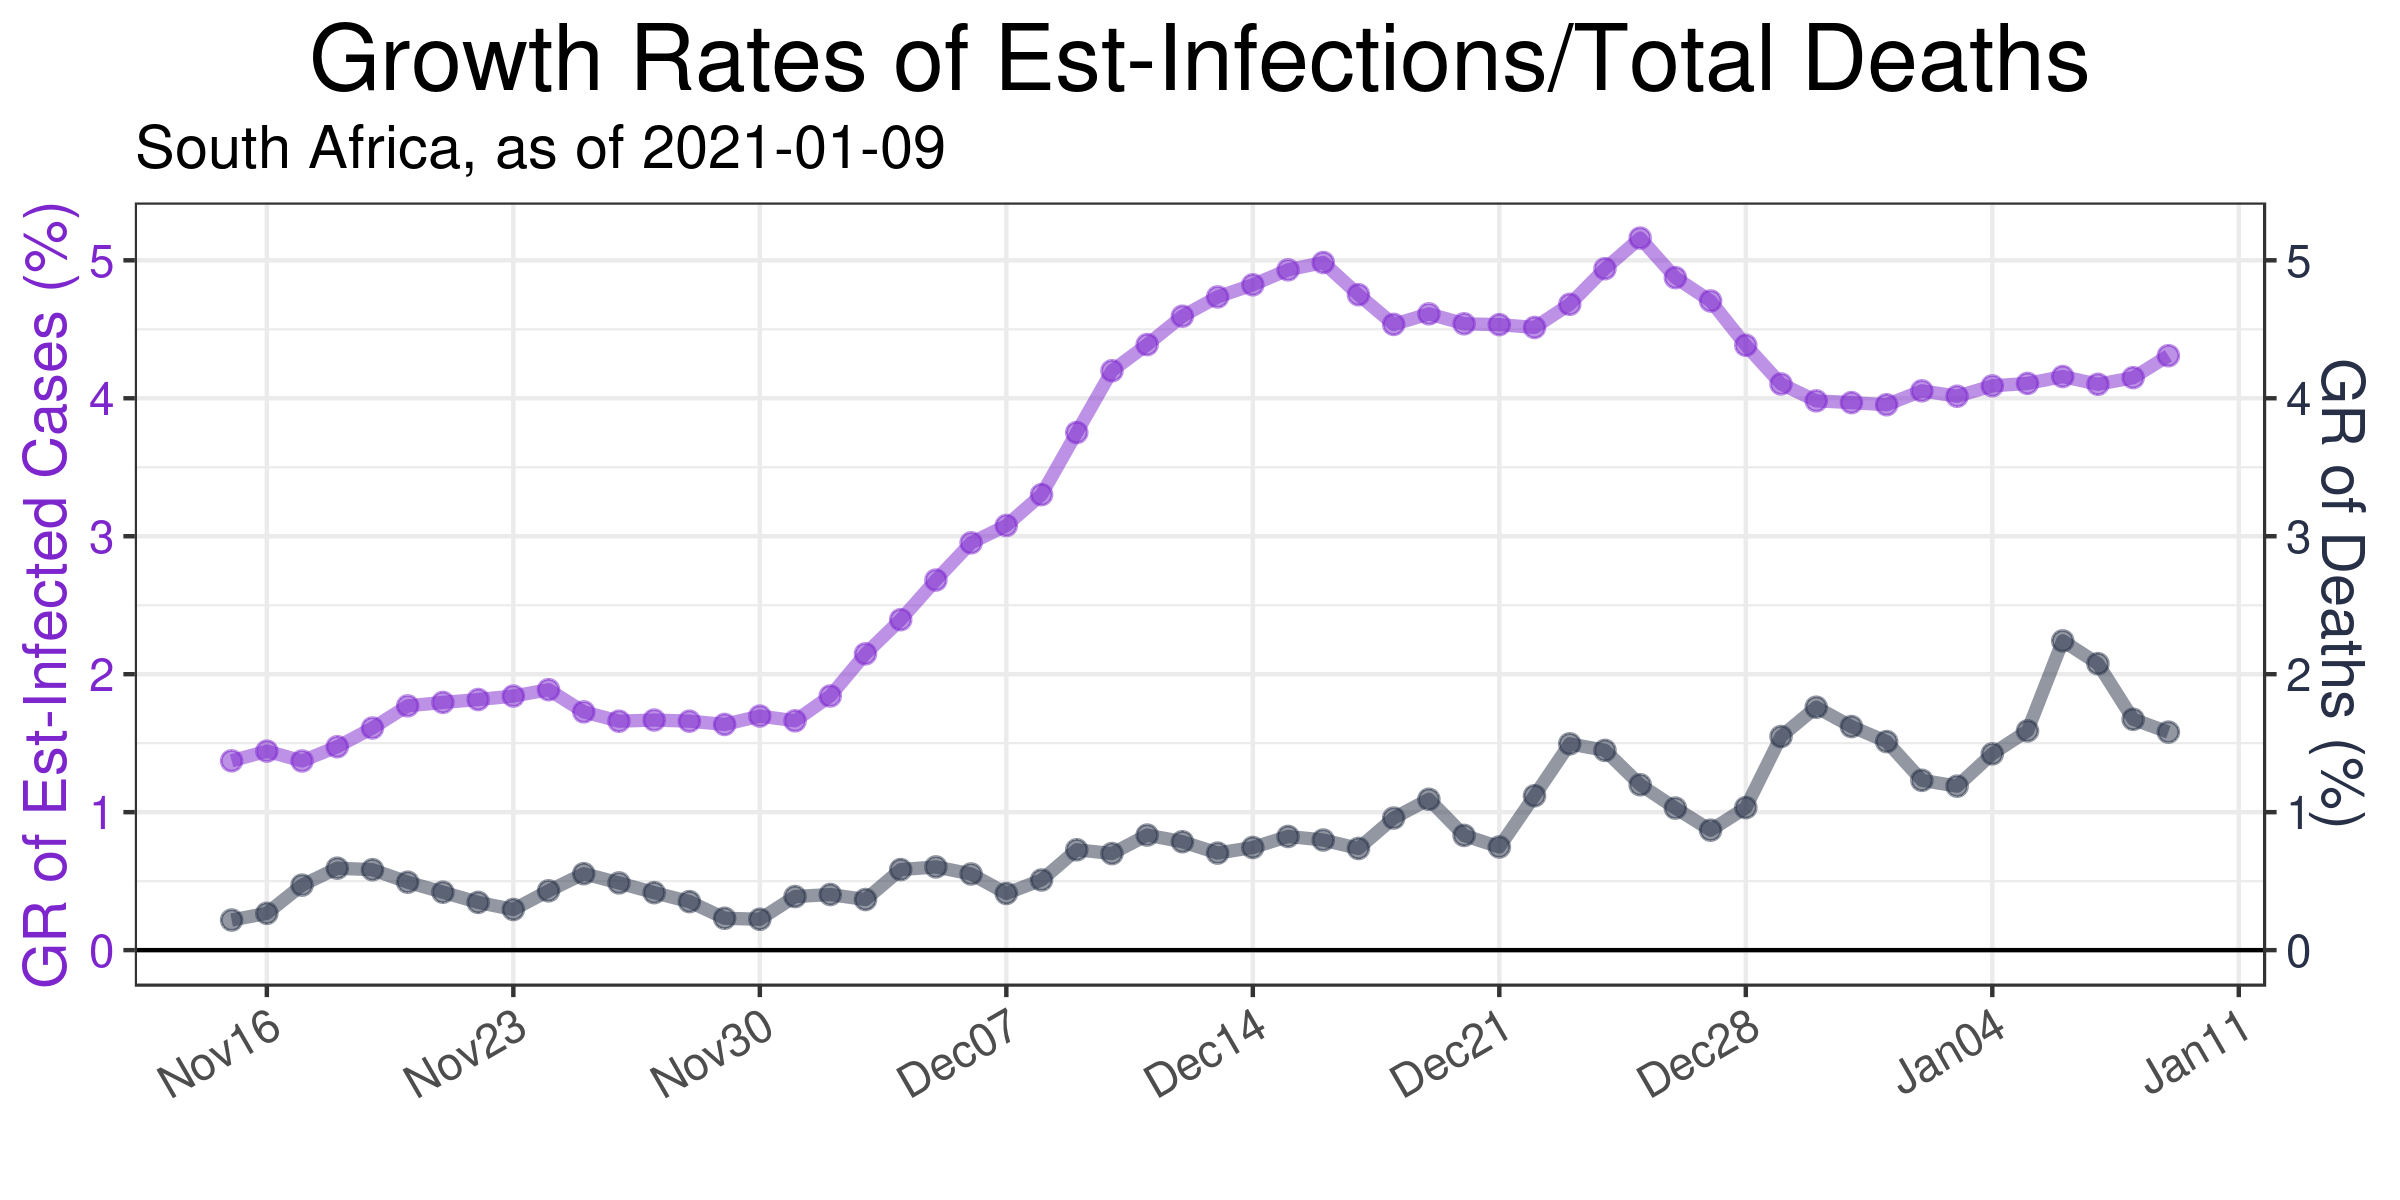 Growth Rates of Est-Infections/Total Deaths
South Africa, as of 2021-01-09
GR of Est-Infected Cases (%)
5
4
3
2
1
0
5
4
3
2
1
0
GR of Deaths (%)
Nov16
Nov23
Nov30
Dec07
Dec14
Dec21
Dec28
Jan04
Jan11